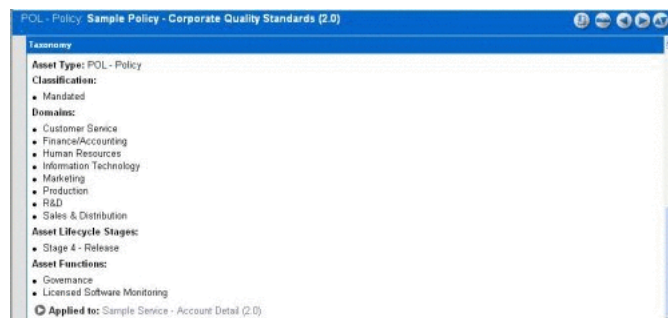 POL - Policy: Sample Policy - Corporate Quality Standards (2.0)
Taxonomy
Asset Type: POL - Policy
Classification:
• Mandated
Domains:
• Customer Service
• Finance/Accounting
• Human Resources
• Information Technology
• Marketing
• Production
• R&D
• Sales & Distribution
Asset Lifecycle Stages:
• Stage 4 - Release
Asset Functions:
• Governance
• Licensed Software Monitoring
Applied to: Sample Service - Account Detail (2.0)